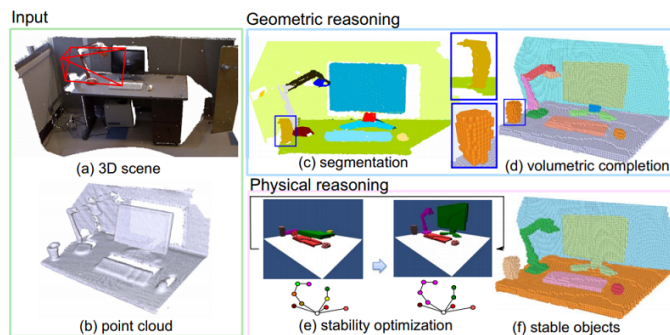 Input
(a) 3D scene
(b) point cloud
Geometric reasoning
(c) segmentation
(d) volumetric completion
Physical reasoning
(e) stability optimization
(f) stable objects